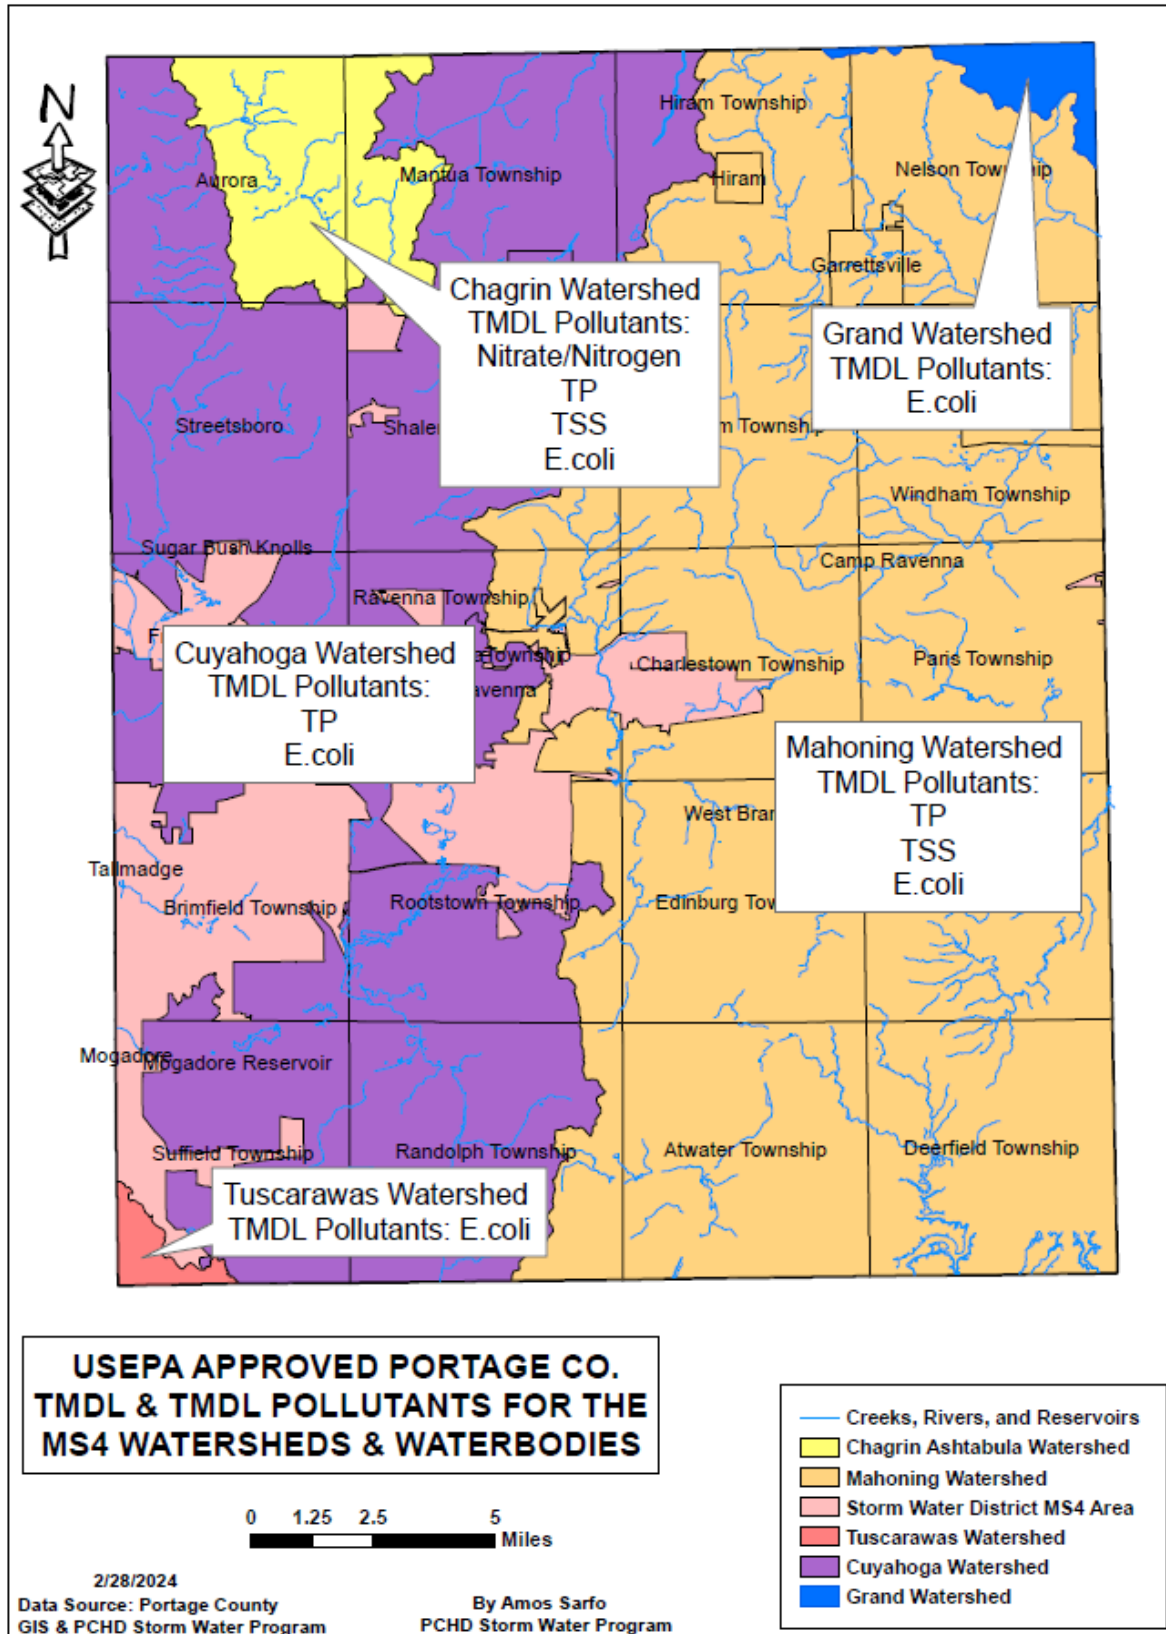 N
Hiram Township
Aurora
Mantua Township
Hiram
Nelson Township
Garrettsville
Chagrin Watershed
TMDL Pollutants:
Nitrate/Nitrogen
TP
TSS
E.coli
Grand Watershed
TMDL Pollutants:
E.coli
Streetsboro
Township
Windham Township
Sugar Bush Knolls
Camp Ravenna
Ravenna Township
Cuyahoga Watershed
TMDL Pollutants:
TP
E.coli
Township
Charlestown Township
Paris Township
Mahoning Watershed
TMDL Pollutants:
TP
TSS
E.coli
West
Tallmadge
Brimfield Township
Rootstown Township
Edinburg
Mogadore
Mogadore Reservoir
Suffield Township
Randolph Township
Atwater Township
Deerfield Township
Tuscarawas Watershed
TMDL Pollutants: E.coli
USEPA APPROVED PORTAGE CO.
TMDL & TMDL POLLUTANTS FOR THE
MS4 WATERSHEDS & WATERBODIES
0 1.25 2.5 5
Miles
2/28/2024
Data Source: Portage County
GIS & PCHD Storm Water Program
By Amos Sarfo
PCHD Storm Water Program
Creeks, Rivers, and Reservoirs
Chagrin Ashtabula Watershed
Mahoning Watershed
Storm Water District MS4 Area
Tuscarawas Watershed
Cuyahoga Watershed
Grand Watershed